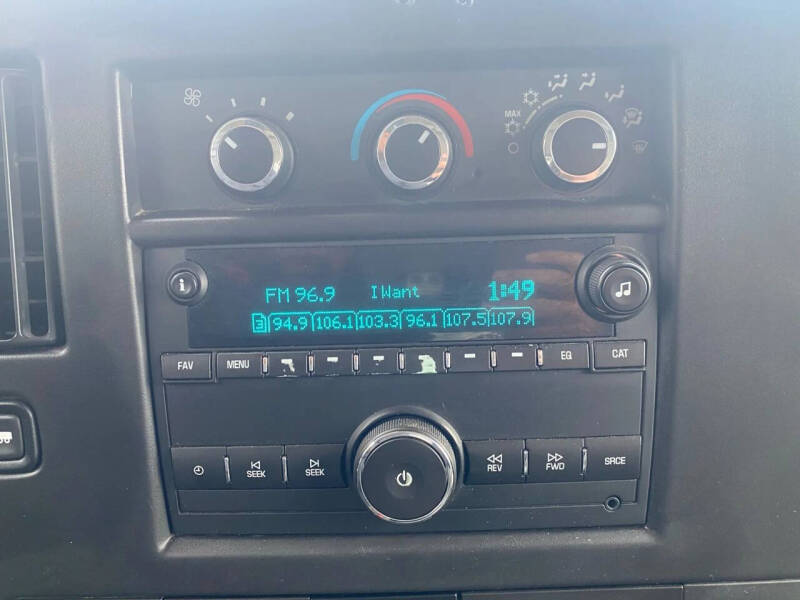 MAX
FM 96.9 I Want 1:49
3 94.9 106.1 103.3 96.1 107.5 107.9
FAV MENU EQ CAT
SEEK SEEK REV FWD SRCE